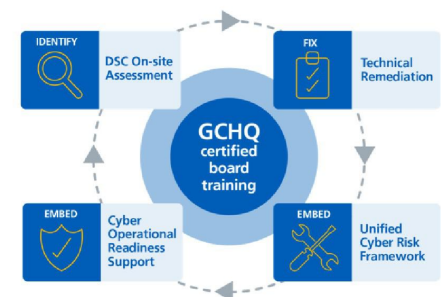 IDENTIFY
DSC On-site
Assessment
FIX
Technical
Remediation
GCHQ
certified
board
training
EMBED
Cyber
Operational
Readiness
Support
EMBED
Unified
Cyber Risk
Framework